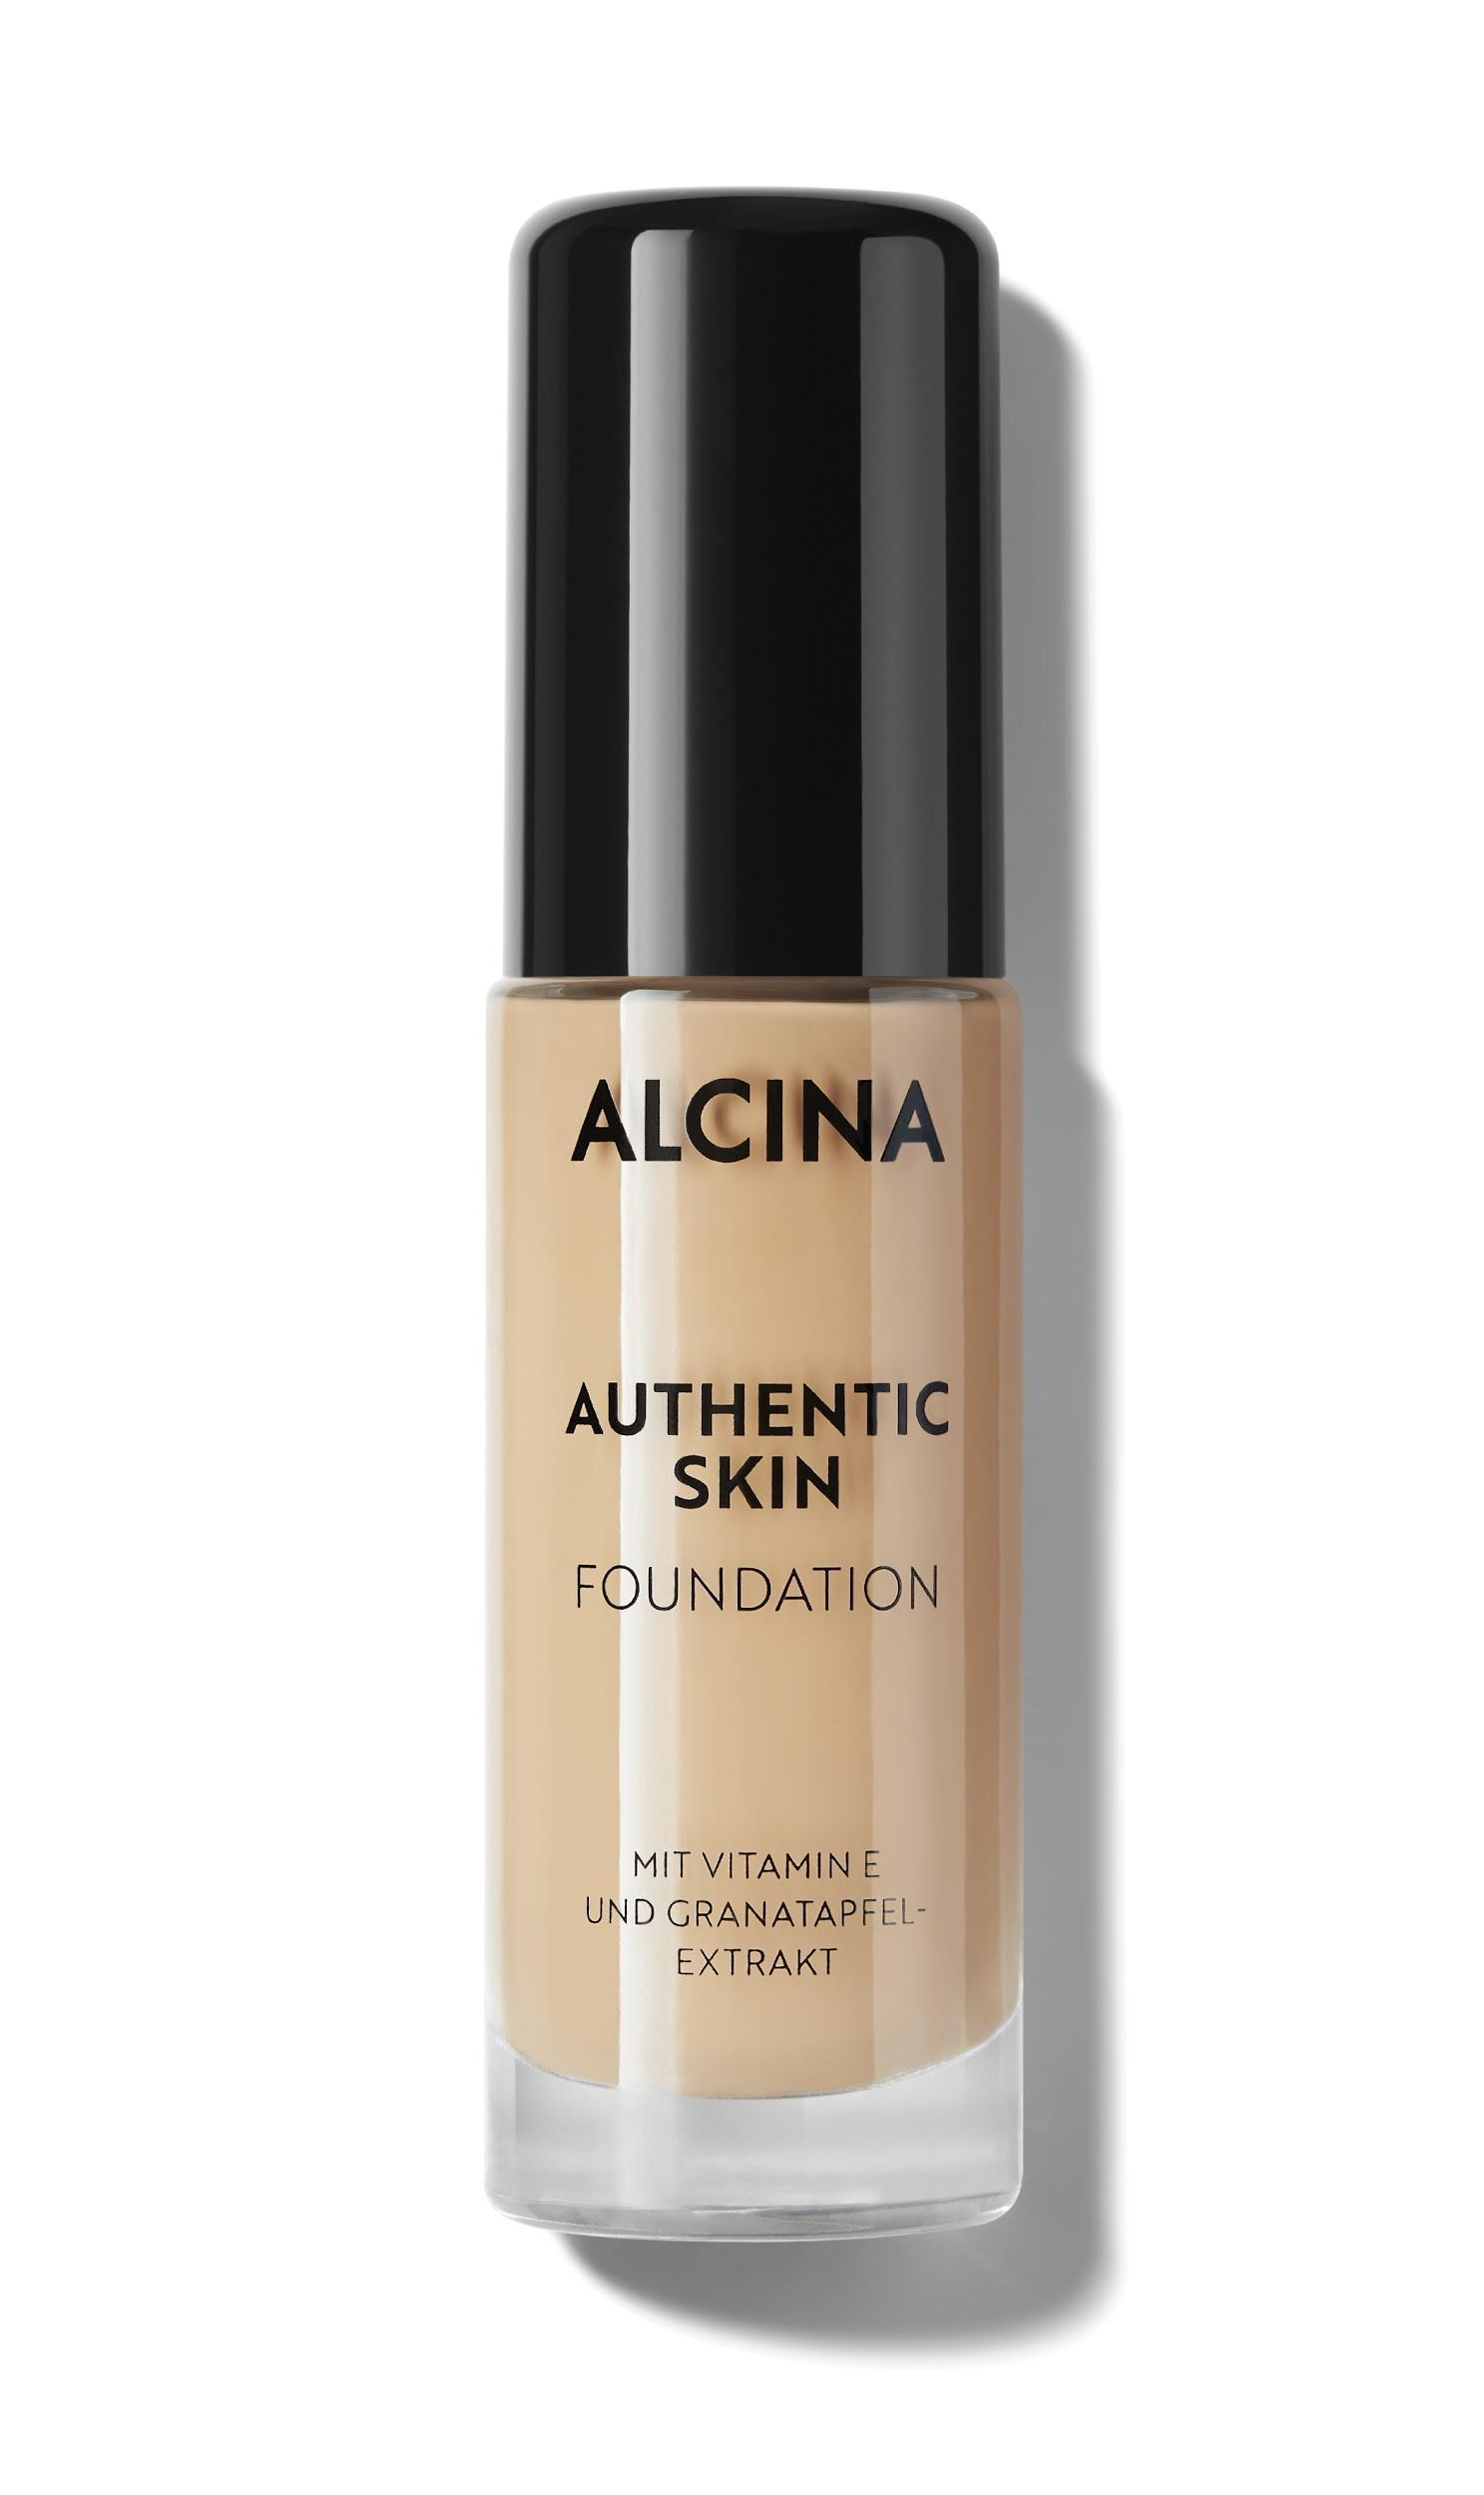 ALCINA
AUTHENTIC
SKIN
FOUNDATION
MIT VITAMIN E
UND GRANATAPFEL-
EXTRAKT